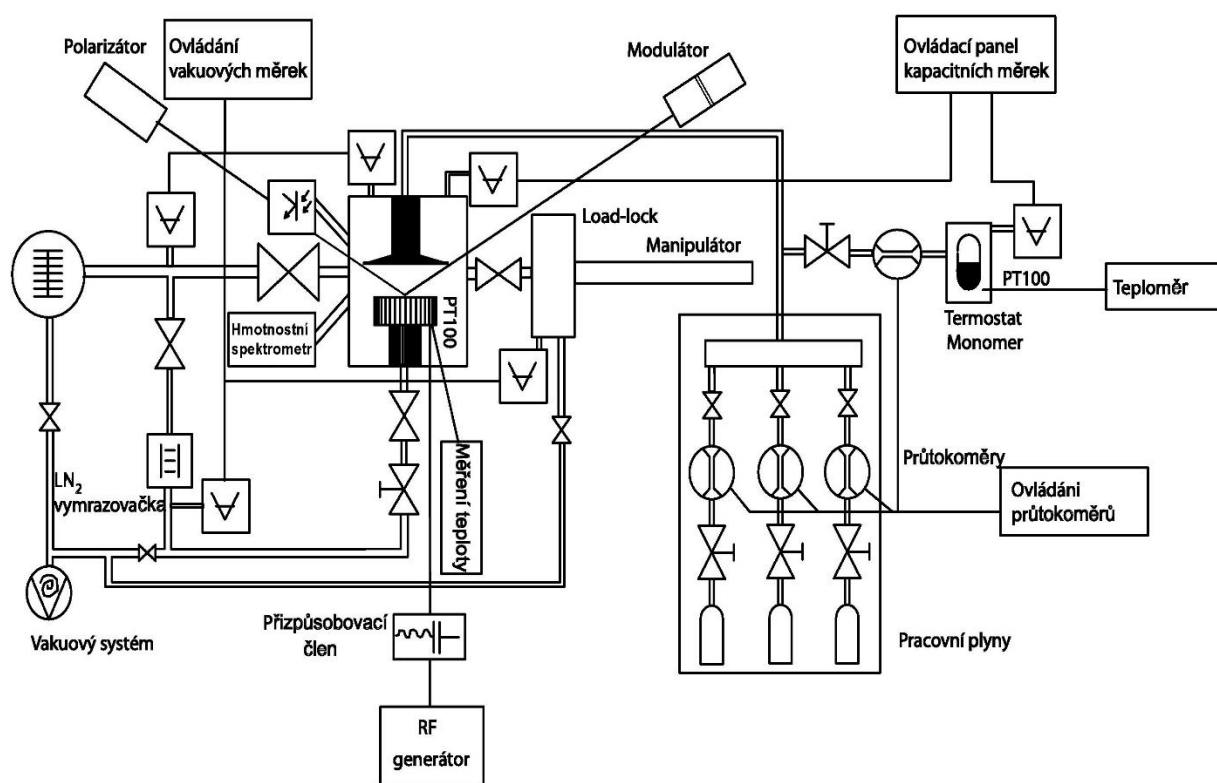 Polarizátor
Ovládání
vakuových měrek
Modulátor
Ovládací panel
kapacitních měrek
Load-lock
Manipulátor
PT100
Teploměr
Termostat
Monomer
Hmotnostní
spektrometr
PT100
LN2
vymrazovačka
Měření teploty
Průtokoměry
Ovládáni
průtokoměrů
Vakuový systém
Přizpůsobovací
člen
Pracovní plyny
RF
generátor